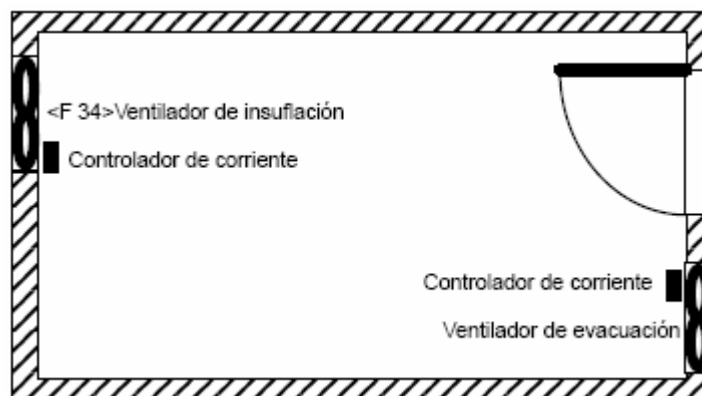 <F 34>Ventilador de insuflación
Controlador de corriente
Controlador de corriente
Ventilador de evacuación